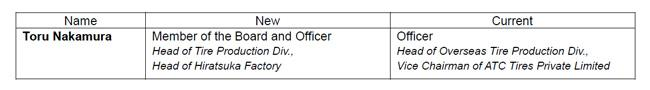 Name New Current
Toru Nakamura Member of the Board and Officer Officer
Head of Tire Production Div., Head of Overseas Tire Production Div.,
Head of Hiratsuka Factory Vice Chairman of ATC Tires Private Limited